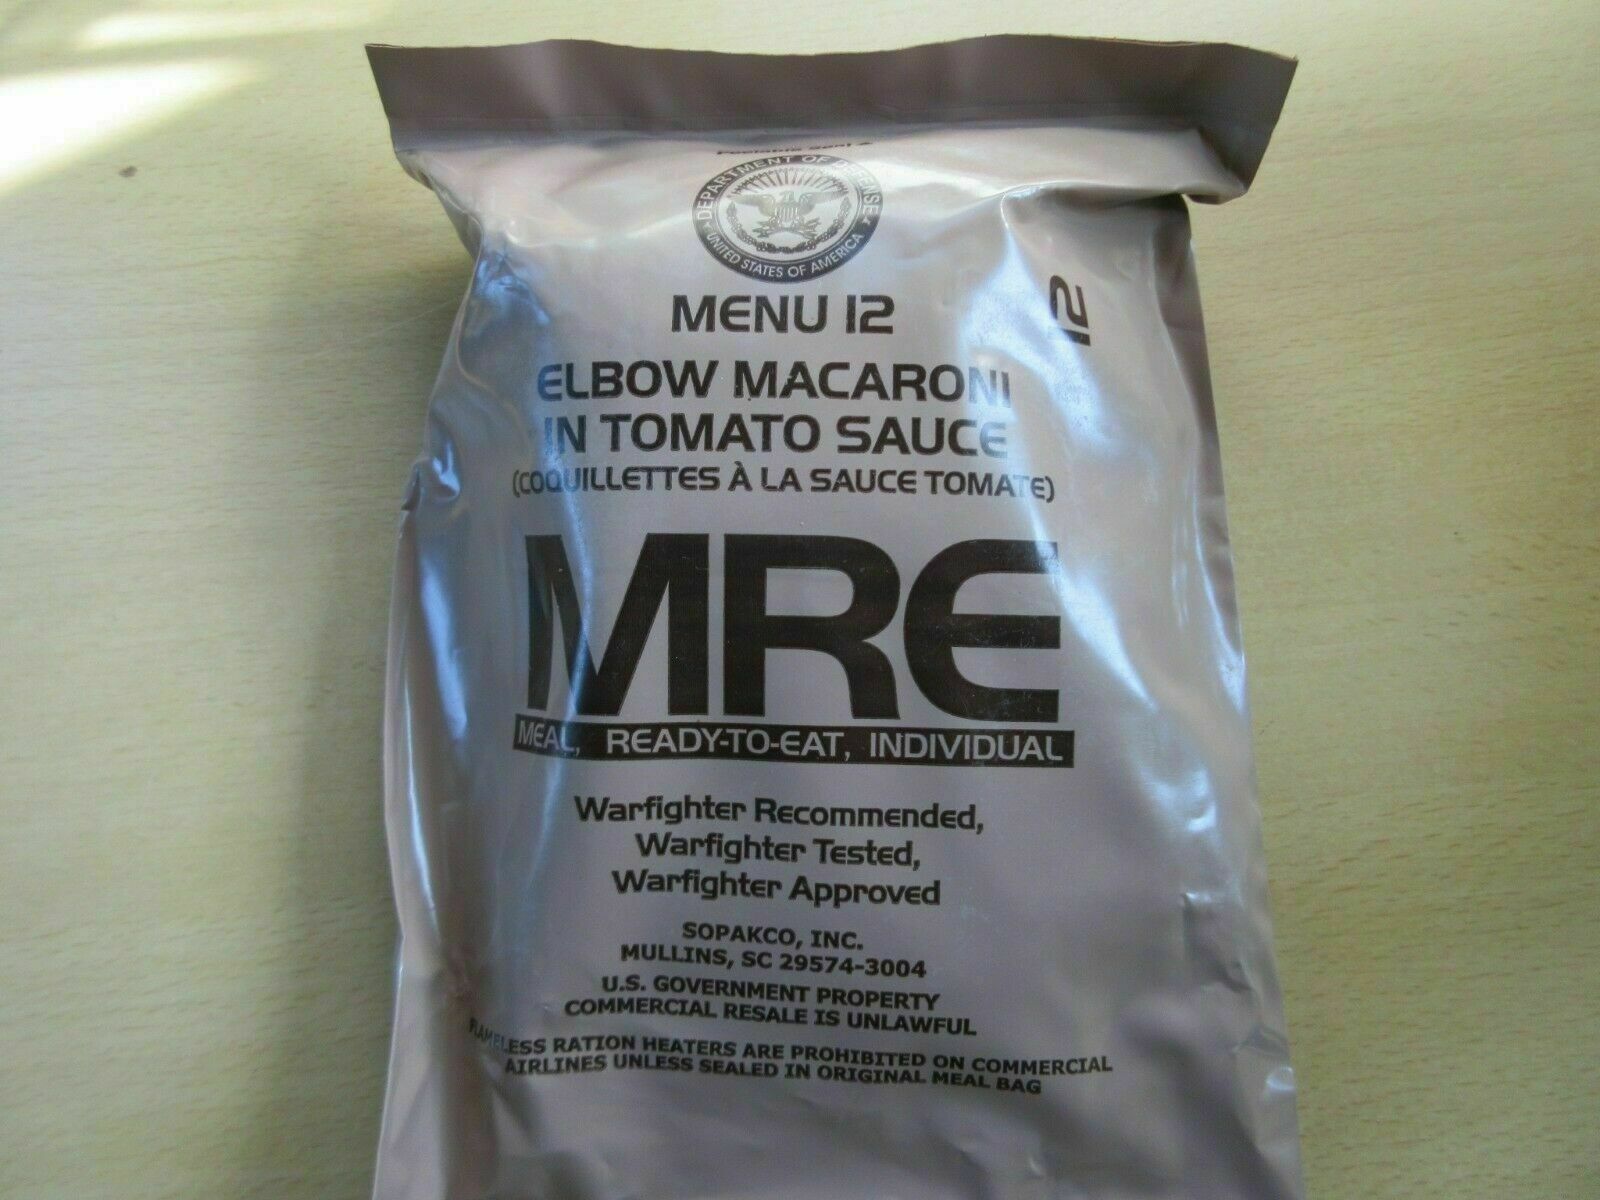 Peelable Seal
DEPARTMENT OF DEFENSE
UNITED STATES OF AMERICA
MENU 12
12
ELBOW MACARONI
IN TOMATO SAUCE
(COQUILLETTES À LA SAUCE TOMATE)
MRE
MEAL, READY-TO-EAT, INDIVIDUAL
Warfighter Recommended,
Warfighter Tested,
Warfighter Approved
SOPAKCO, INC.
MULLINS, SC 29574-3004
U.S. GOVERNMENT PROPERTY
COMMERCIAL RESALE IS UNLAWFUL
FLAMELESS RATION HEATERS ARE PROHIBITED ON COMMERCIAL
AIRLINES UNLESS SEALED IN ORIGINAL MEAL BAG